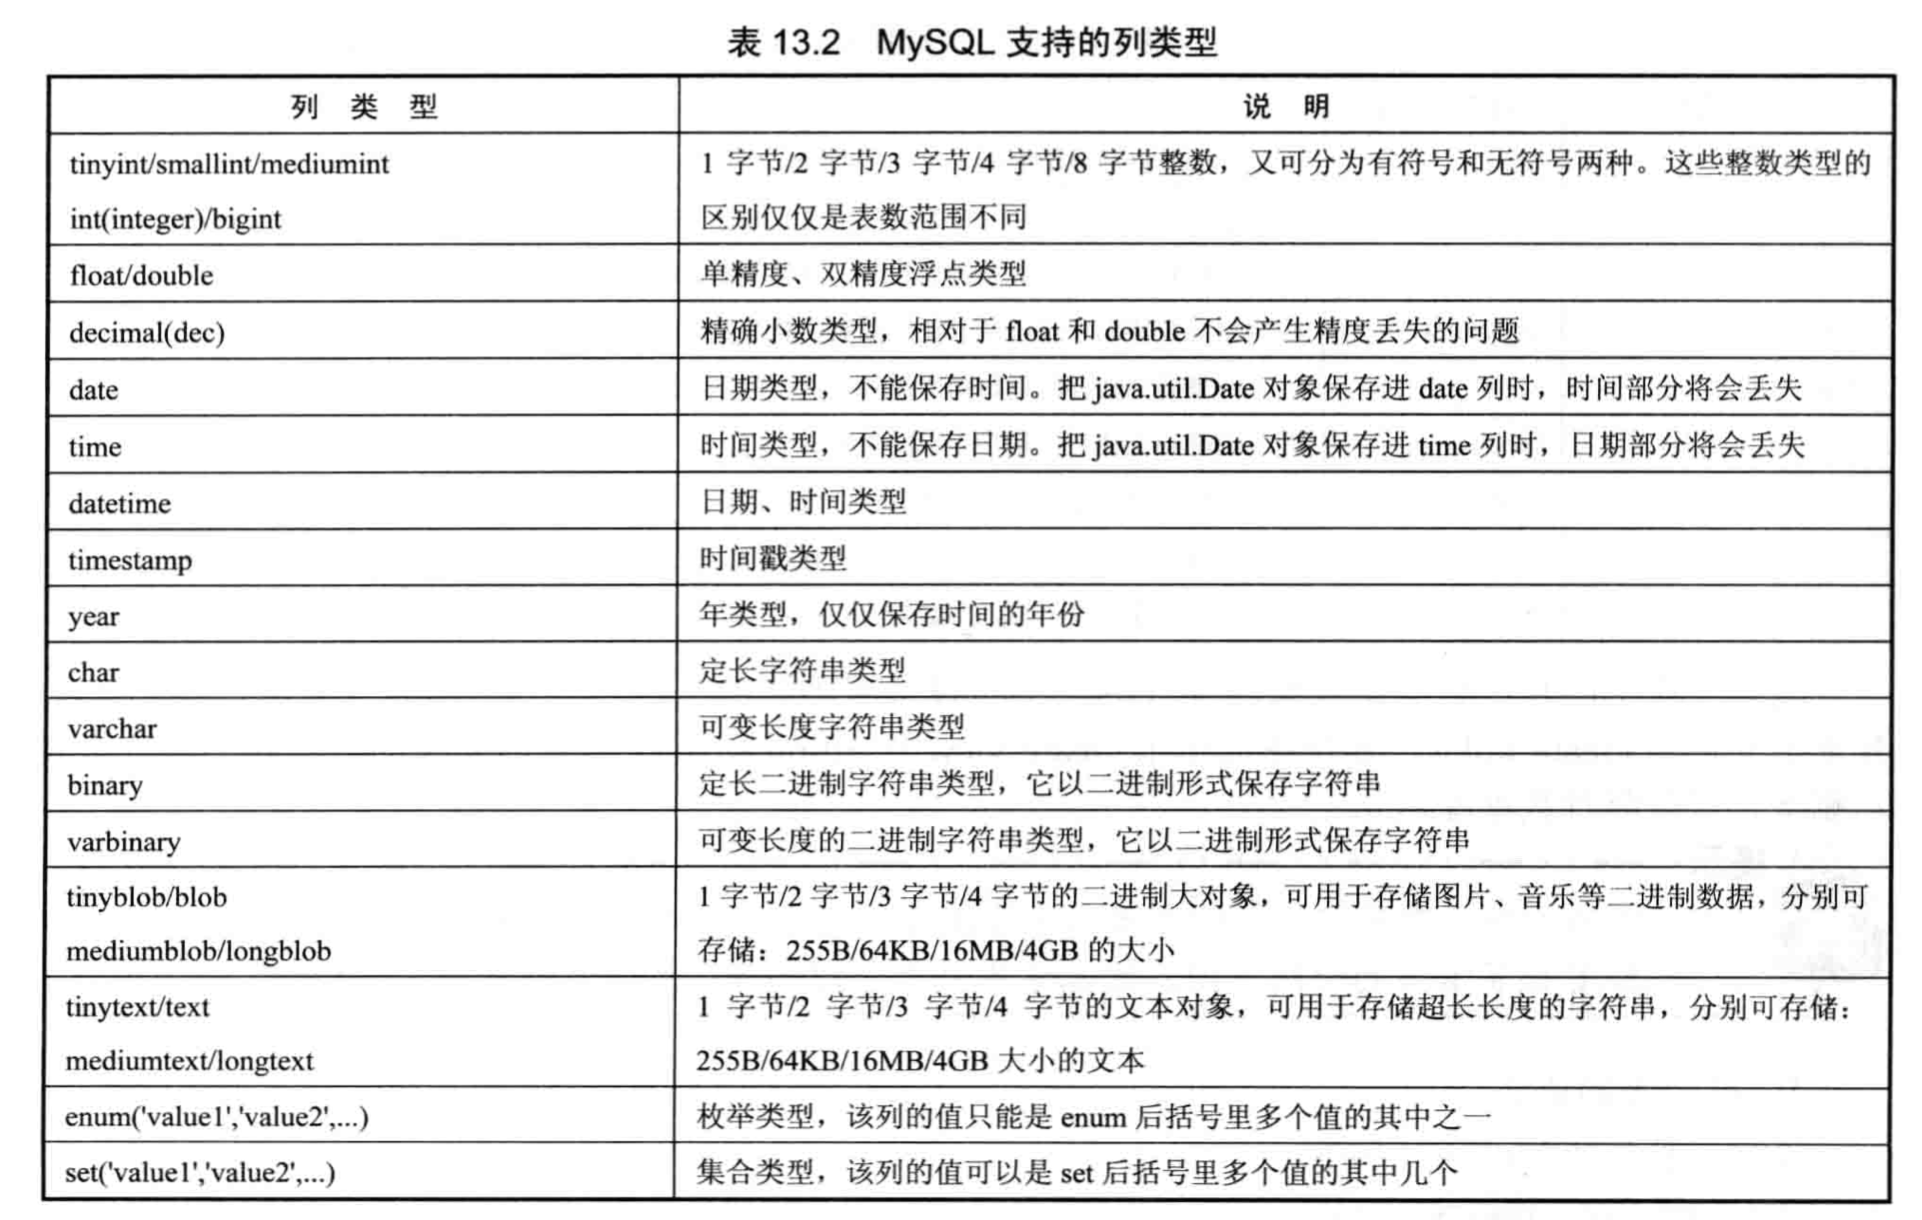 表 13.2 MySQL 支持的列类型
列 类 型 说 明
tinyint/smallint/mediumint
int(integer)/bigint
1 字节/2 字节/3 字节/4 字节/8 字节整数，又可分为有符号和无符号两种。这些整数类型的
区别仅仅是表数范围不同
float/double 单精度、双精度浮点类型
decimal(dec) 精确小数类型，相对于 float 和 double 不会产生精度丢失的问题
date 日期类型，不能保存时间。把 java.util.Date 对象保存进 date 列时，时间部分将会丢失
time 时间类型，不能保存日期。把 java.util.Date 对象保存进 time 列时，日期部分将会丢失
datetime 日期、时间类型
timestamp 时间戳类型
year 年类型，仅仅保存时间的年份
char 定长字符串类型
varchar 可变长度字符串类型
binary 定长二进制字符串类型，它以二进制形式保存字符串
varbinary 可变长度的二进制字符串类型，它以二进制形式保存字符串
tinyblob/blob
mediumblob/longblob
1 字节/2 字节/3 字节/4 字节的二进制大对象，可用于存储图片、音乐等二进制数据，分别可
存储：255B/64KB/16MB/4GB 的大小
tinytext/text
mediumtext/longtext
1 字节/2 字节/3 字节/4 字节的文本对象，可用于存储超长长度的字符串，分别可存储：
255B/64KB/16MB/4GB 大小的文本
enum('value1','value2',...) 枚举类型，该列的值只能是 enum 后括号里多个值的其中之一
set('value1','value2',...) 集合类型，该列的值可以是 set 后括号里多个值的其中几个